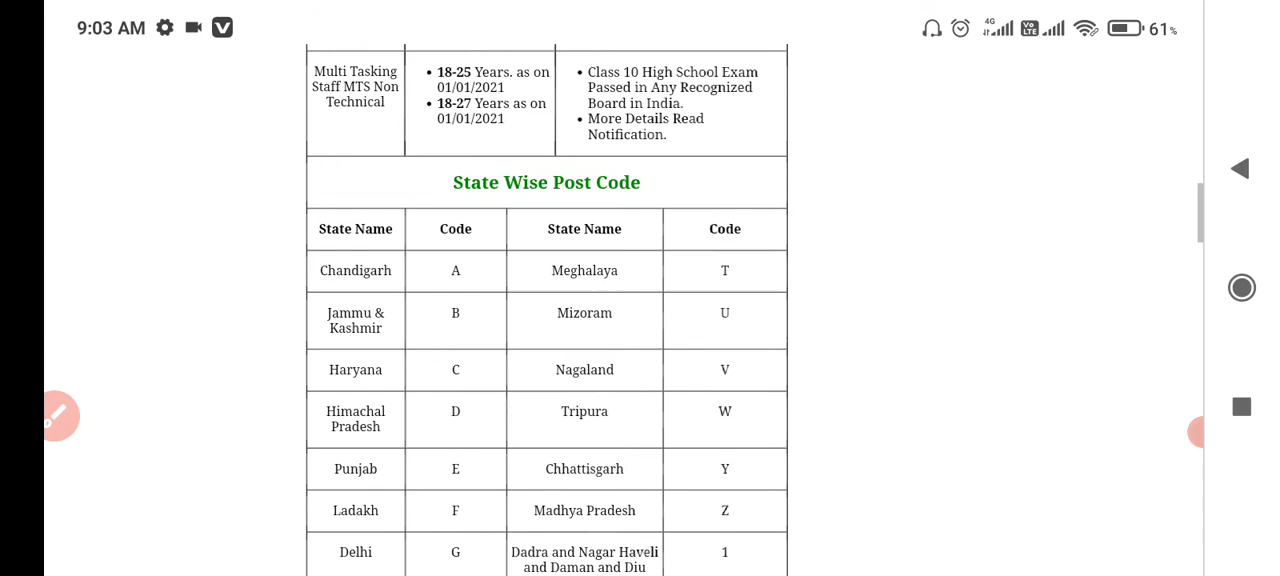 9:03 AM
4G
Vo LTE
61%
Multi Tasking
Staff MTS Non
Technical
• 18-25 Years. as on
01/01/2021
• 18-27 Years as on
01/01/2021
• Class 10 High School Exam
Passed in Any Recognized
Board in India.
• More Details Read
Notification.
State Wise Post Code
State Name Code State Name Code
Chandigarh A Meghalaya T
Jammu &
Kashmir B Mizoram U
Haryana C Nagaland V
Himachal
Pradesh D Tripura W
Punjab E Chhattisgarh Y
Ladakh F Madhya Pradesh Z
Delhi G Dadra and Nagar Haveli
and Daman and Diu 1